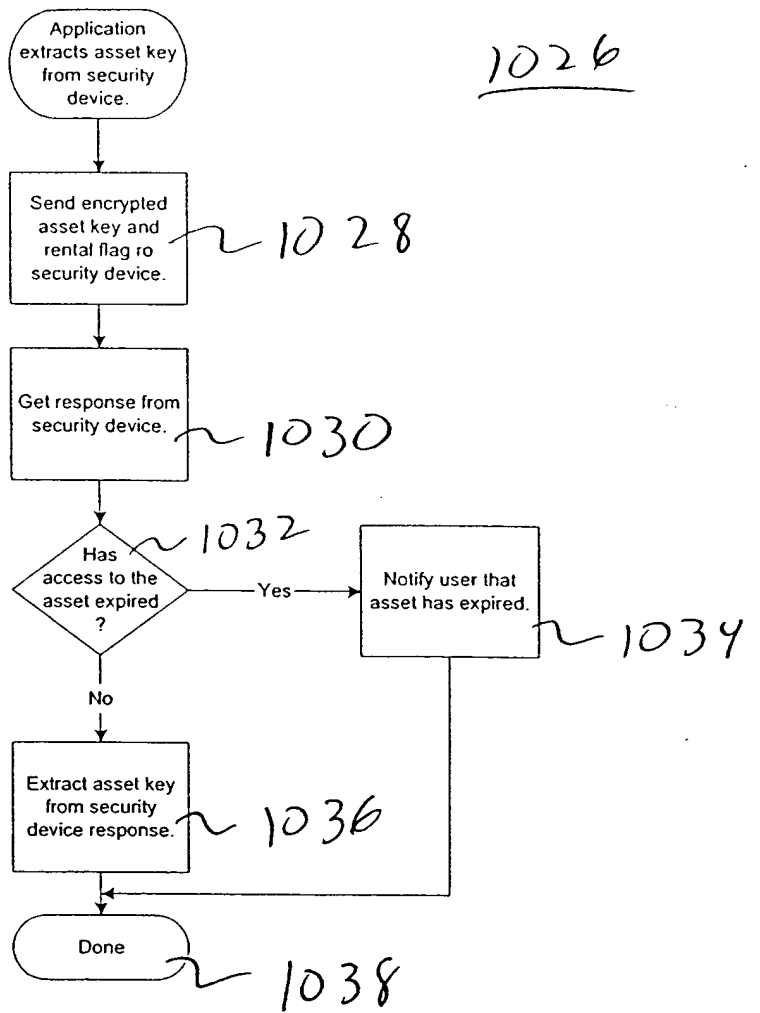 Application
extracts asset key
from security
device.
1026
Send encrypted
asset key and
rental flag ro
security device.
1028
Get response from
security device.
1030
Has
access to the
asset expired
?
1032
Yes
Notify user that
asset has expired.
1034
No
Extract asset key
from security
device response.
1036
Done
1038